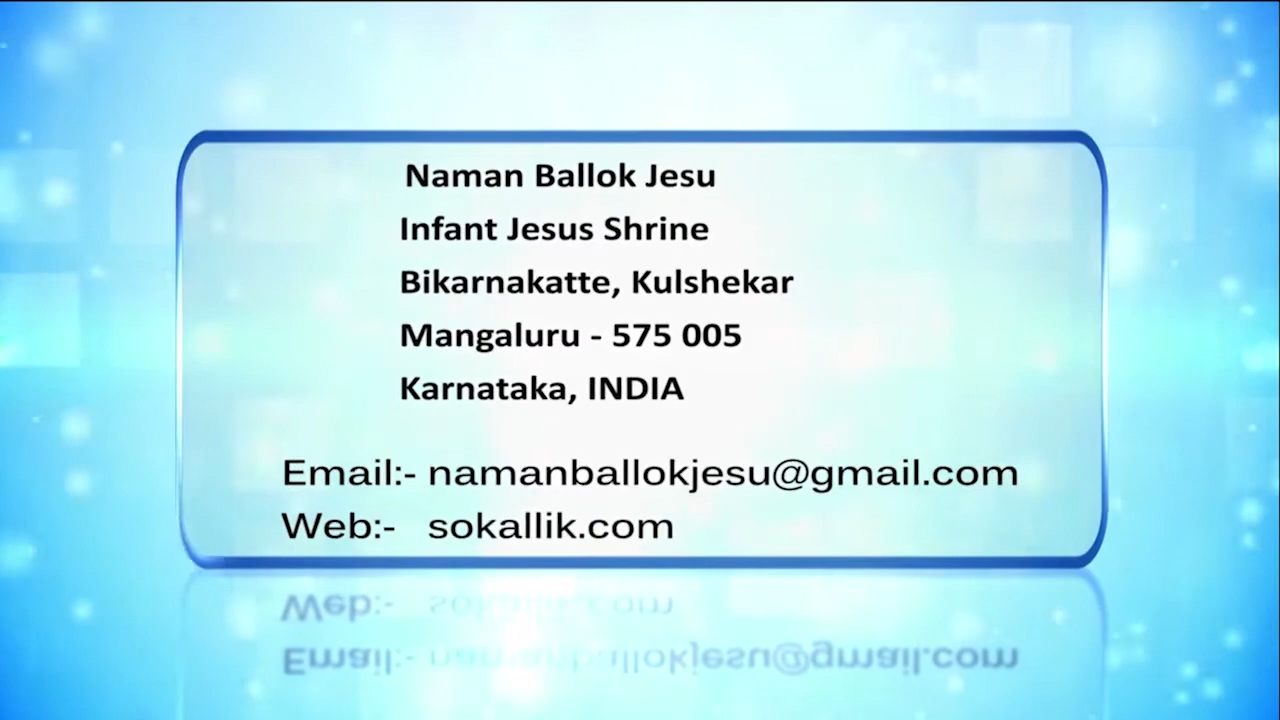 Naman Ballok Jesu
Infant Jesus Shrine
Bikarnakatte, Kulshekar
Mangaluru - 575 005
Karnataka, INDIA
Email:- namanballokjesu@gmail.com
Web:- sokallik.com